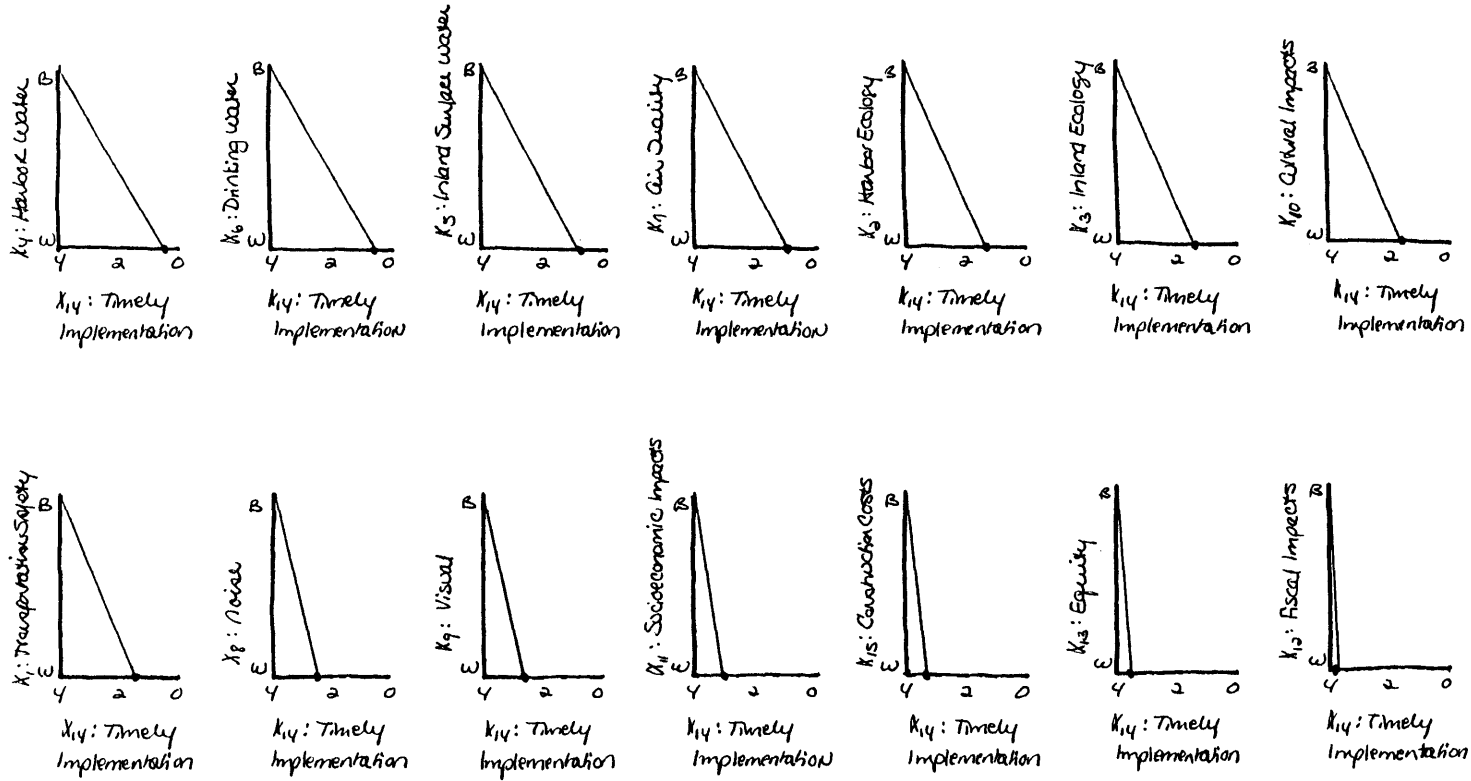 X4: Harbor Water
B
W
4 2 0
X14: Timely
Implementation
X6: Drinking Water
B
W
4 2 0
X14: Timely
Implementation
X5: Inland Surface Water
B
W
4 2 0
X14: Timely
Implementation
X7: Air Quality
B
W
4 2 0
X14: Timely
Implementation
X2: Harbor Ecology
B
W
4 2 0
X14: Timely
Implementation
X3: Inland Ecology
B
W
4 2 0
X14: Timely
Implementation
X10: Cultural Impacts
B
W
4 2 0
X14: Timely
Implementation
X1: Transportation Safety
B
W
4 2 0
X14: Timely
Implementation
X8: Noise
B
W
4 2 0
X14: Timely
Implementation
X9: Visual
B
W
4 2 0
X14: Timely
Implementation
X11: Socioeconomic Impacts
B
W
4 2 0
X14: Timely
Implementation
X15: Construction Costs
B
W
4 2 0
X14: Timely
Implementation
X13: Equity
B
W
4 2 0
X14: Timely
Implementation
X12: Fiscal Impacts
B
W
4 2 0
X14: Timely
Implementation